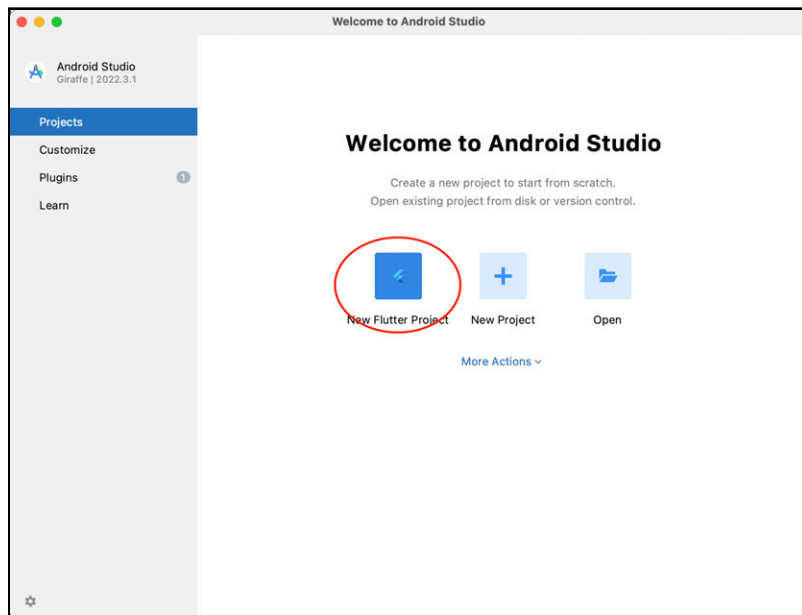 Welcome to Android Studio
Android Studio
Giraffe | 2022.3.1
Projects
Customize
Plugins
1
Learn
Welcome to Android Studio
Create a new project to start from scratch.
Open existing project from disk or version control.
New Flutter Project
New Project
Open
More Actions